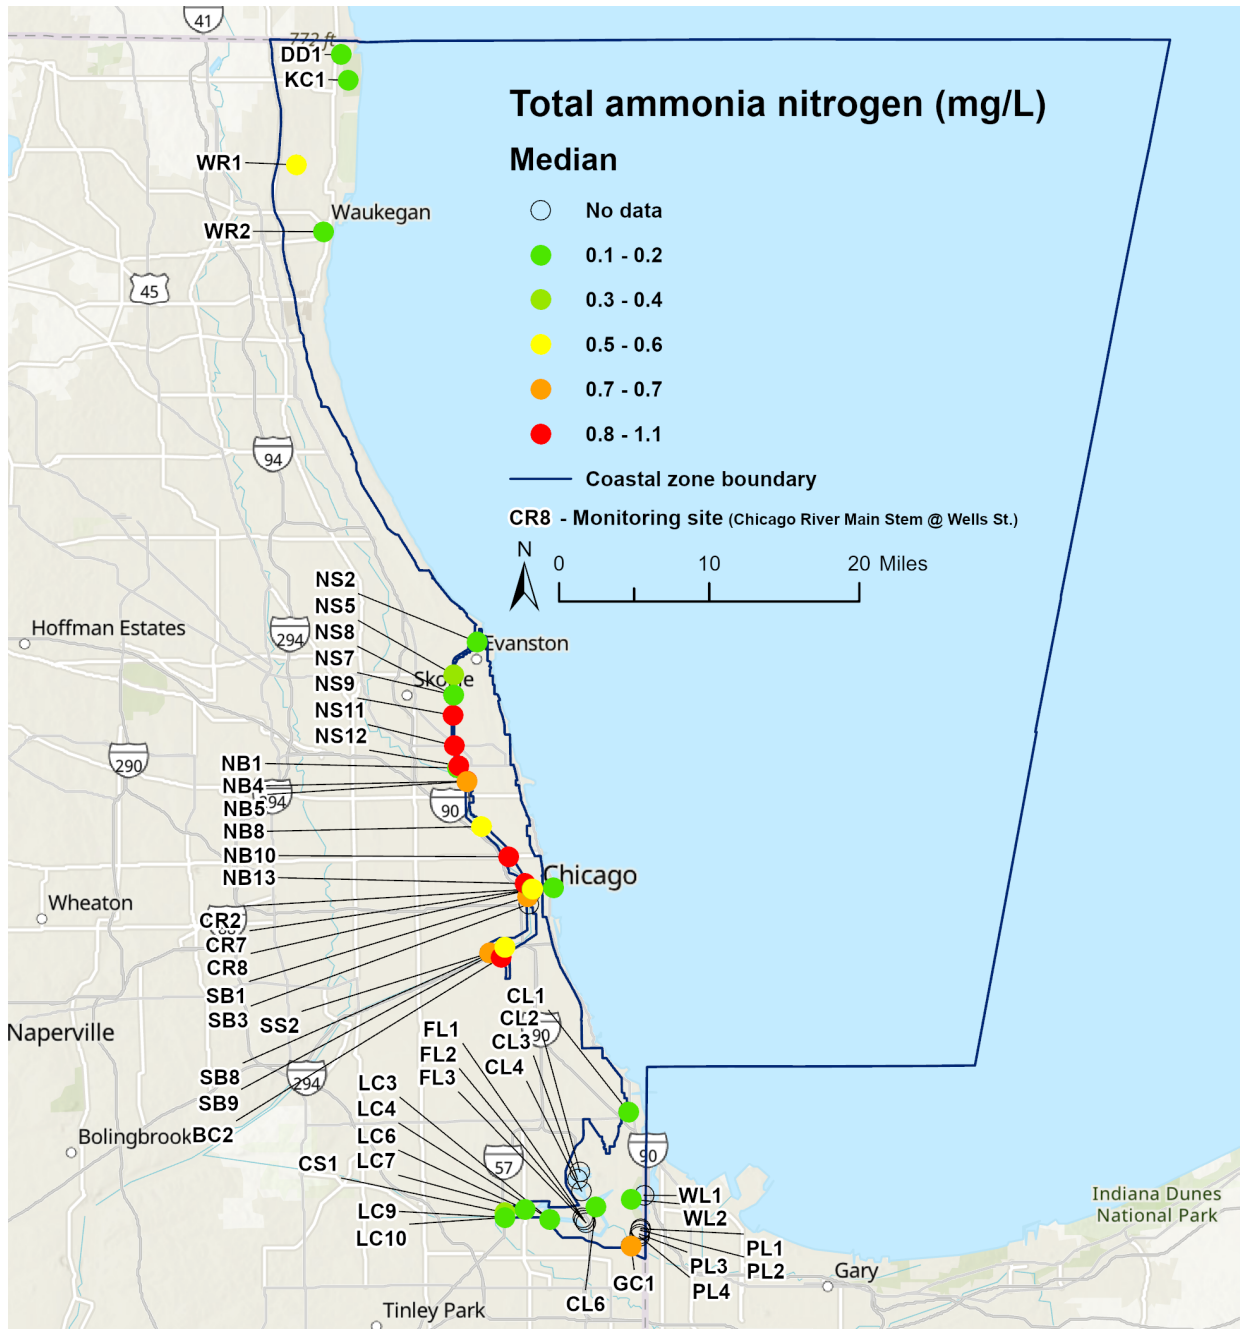 41
772 ft
DD1
KC1
Total ammonia nitrogen (mg/L)
Median
WR1
No data
Waukegan
WR2
0.1 - 0.2
45
0.3 - 0.4
0.5 - 0.6
0.7 - 0.7
0.8 - 1.1
94
Coastal zone boundary
CR8 - Monitoring site (Chicago River Main Stem @ Wells St.)
N
0 10 20 Miles
NS2
NS5
Hoffman Estates
294
NS8
Evanston
NS7
Skokie
NS9
NS11
NS12
290
NB1
NB4
294
90
NB5
NB8
NB10
NB13
Chicago
Wheaton
CR2
CR7
CR8
SB1
SB3
SS2
CL1
CL2
90
Naperville
FL1
CL3
FL2
CL4
SB8
294
FL3
LC3
SB9
LC4
Bolingbrook
BC2
LC6
90
CS1
LC7
57
WL1
Indiana Dunes
National Park
LC9
WL2
LC10
PL1
PL3
PL2
Gary
GC1
PL4
CL6
Tinley Park